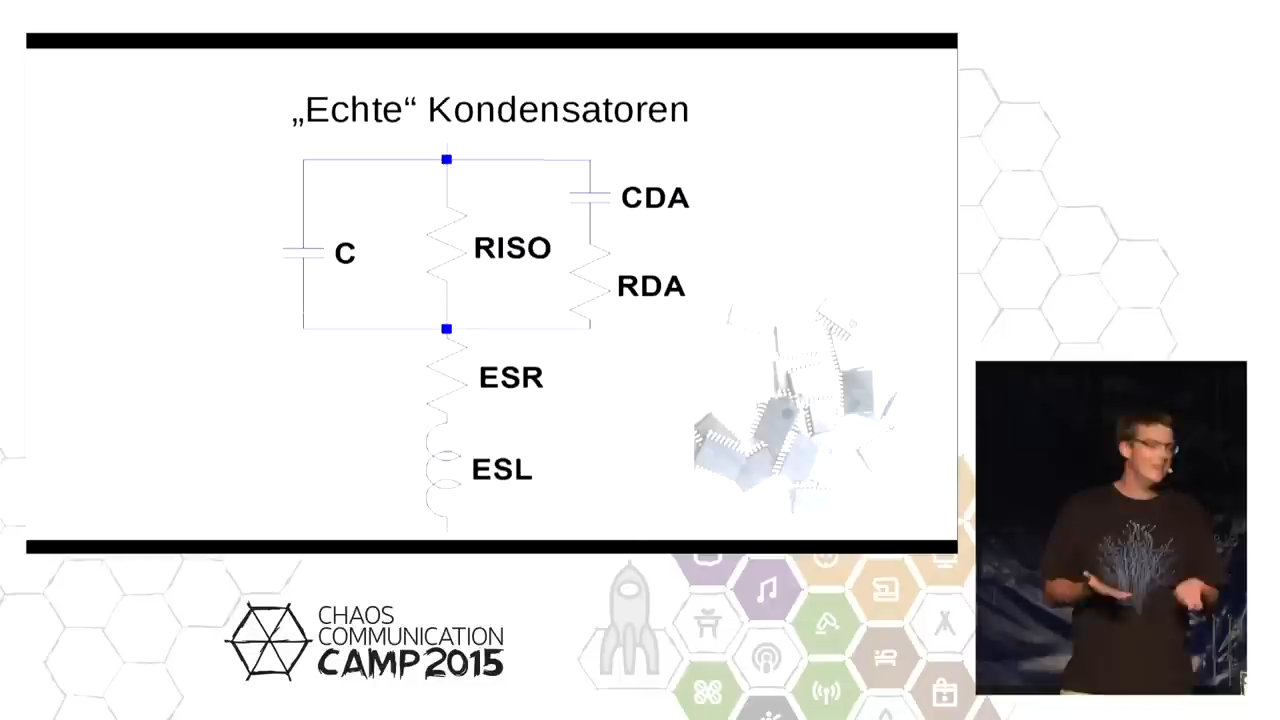 „Echte“ Kondensatoren
CDA
C
RISO
RDA
ESR
ESL
CHAOS
COMMUNICATION
CAMP 2015